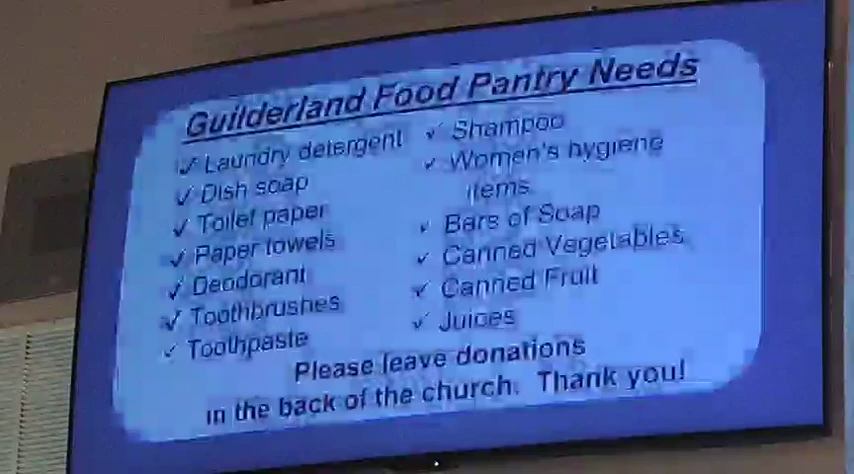 Guilderland Food Pantry Needs
✓ Laundry detergent
✓ Dish soap
✓ Toilet paper
✓ Paper towels
✓ Deodorant
✓ Toothbrushes
✓ Toothpaste
✓ Shampoo
✓ Women's hygiene
items
✓ Bars of Soap
✓ Canned Vegetables
✓ Canned Fruit
✓ Juices
Please leave donations
in the back of the church. Thank you!